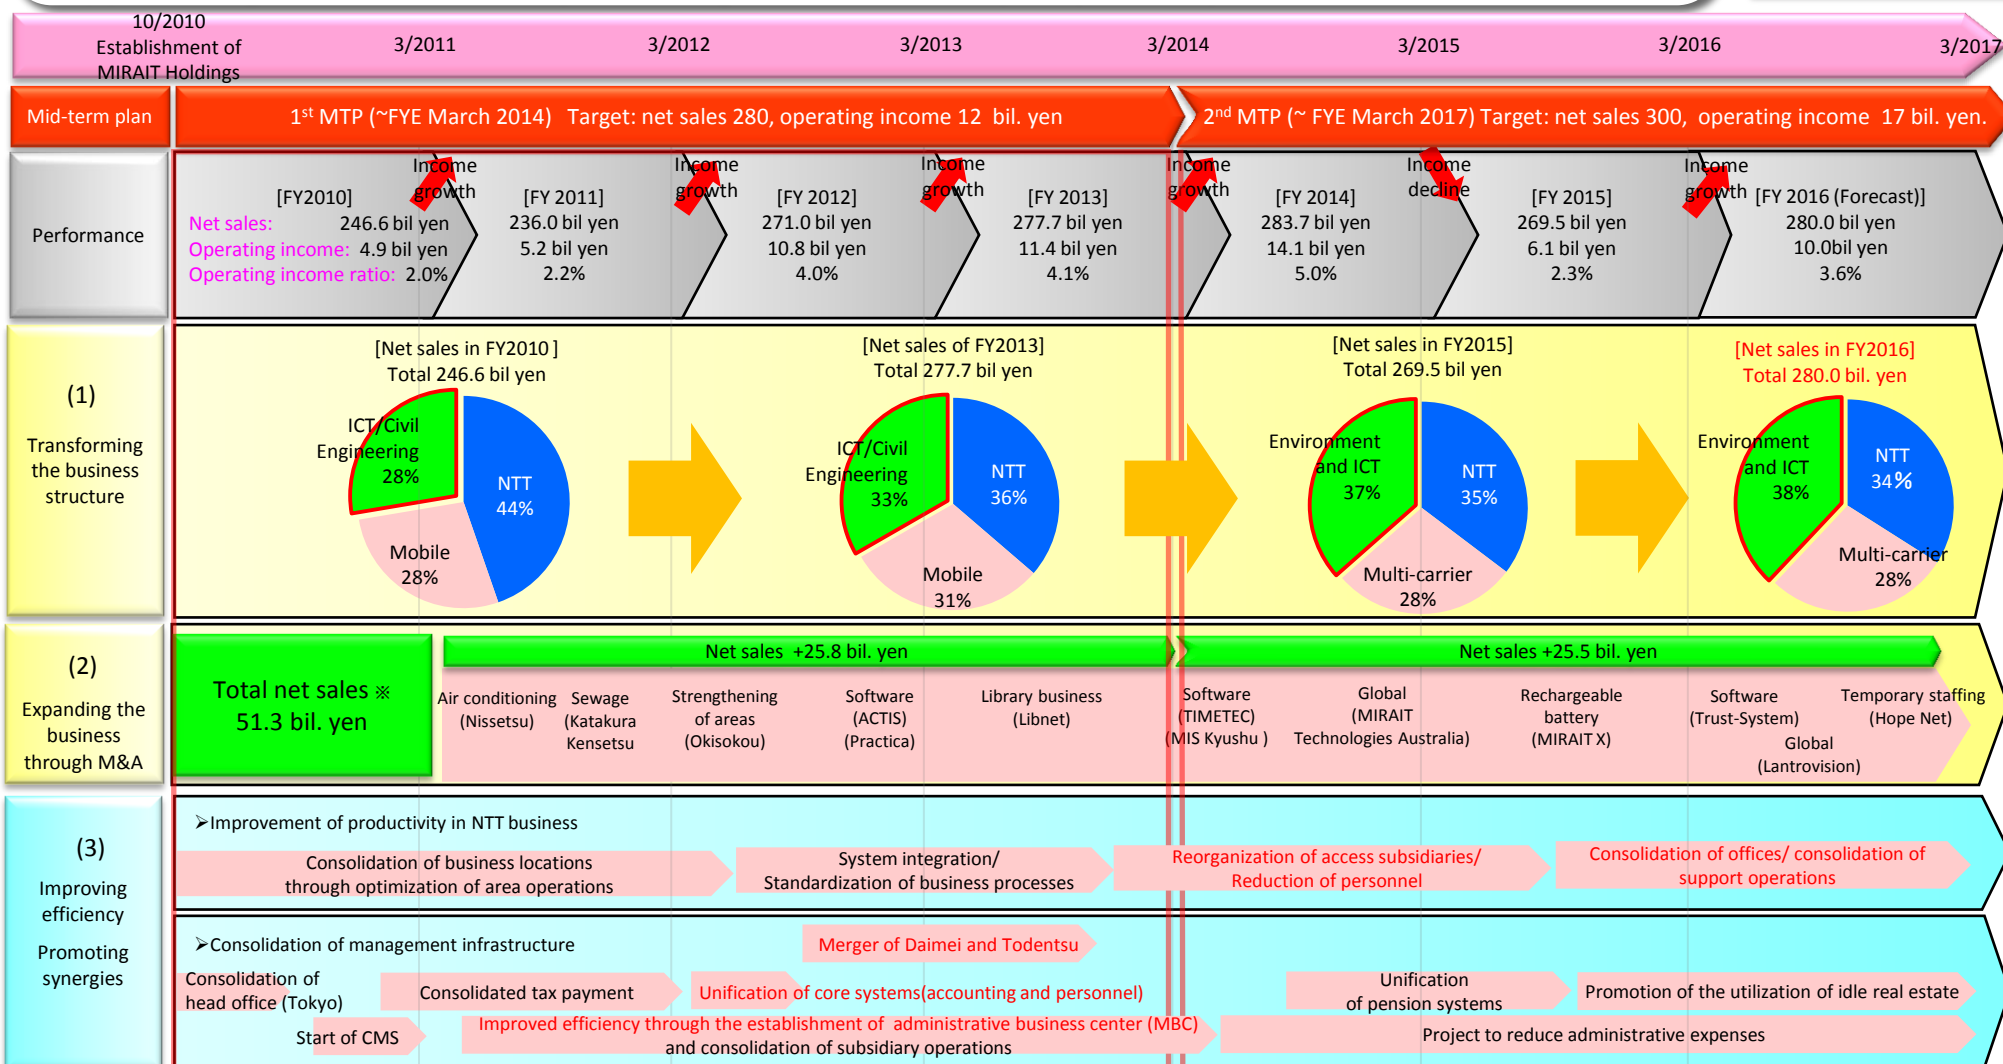 10/2010
Establishment of
MIRAIT Holdings
3/2011
3/2012
3/2013
3/2014
3/2015
3/2016
3/2017
Mid-term plan
1st MTP (~FYE March 2014) Target: net sales 280, operating income 12 bil. yen
2nd MTP (~ FYE March 2017) Target: net sales 300, operating income 17 bil. yen.
Performance
[FY2010]
Net sales: 246.6 bil yen
Operating income: 4.9 bil yen
Operating income ratio: 2.0%
Income
growth
[FY 2011]
236.0 bil yen
5.2 bil yen
2.2%
Income
growth
[FY 2012]
271.0 bil yen
10.8 bil yen
4.0%
Income
growth
[FY 2013]
277.7 bil yen
11.4 bil yen
4.1%
Income
growth
[FY 2014]
283.7 bil yen
14.1 bil yen
5.0%
Income
decline
[FY 2015]
269.5 bil yen
6.1 bil yen
2.3%
Income
growth
[FY 2016 (Forecast)]
280.0 bil yen
10.0bil yen
3.6%
(1)
Transforming
the business
structure
[Net sales in FY2010 ]
Total 246.6 bil yen
ICT/Civil
Engineering
28%
NTT
44%
Mobile
28%
[Net sales of FY2013]
Total 277.7 bil yen
ICT/Civil
Engineering
33%
NTT
36%
Mobile
31%
[Net sales in FY2015]
Total 269.5 bil yen
Environment
and ICT
37%
NTT
35%
Multi-carrier
28%
[Net sales in FY2016]
Total 280.0 bil. yen
Environment
and ICT
38%
NTT
34%
Multi-carrier
28%
(2)
Expanding the
business
through M&A
Total net sales ※
51.3 bil. yen
Net sales +25.8 bil. yen
Net sales +25.5 bil. yen
Air conditioning
(Nissetsu)
Sewage
(Katakura
Kensetsu
Strengthening
of areas
(Okisokou)
Software
(ACTIS)
(Practica)
Library business
(Libnet)
Software
(TIMETEC)
(MIS Kyushu )
Global
(MIRAIT
Technologies Australia)
Rechargeable
battery
(MIRAIT X)
Software
(Trust-System)
Global
(Lantrovision)
Temporary staffing
(Hope Net)
(3)
Improving
efficiency
Promoting
synergies
➢Improvement of productivity in NTT business
Consolidation of business locations
through optimization of area operations
System integration/
Standardization of business processes
Reorganization of access subsidiaries/
Reduction of personnel
Consolidation of offices/ consolidation of
support operations
➢Consolidation of management infrastructure
Merger of Daimei and Todentsu
Consolidation of
head office (Tokyo)
Consolidated tax payment
Unification of core systems(accounting and personnel)
Unification
of pension systems
Promotion of the utilization of idle real estate
Start of CMS
Improved efficiency through the establishment of administrative business center (MBC)
and consolidation of subsidiary operations
Project to reduce administrative expenses